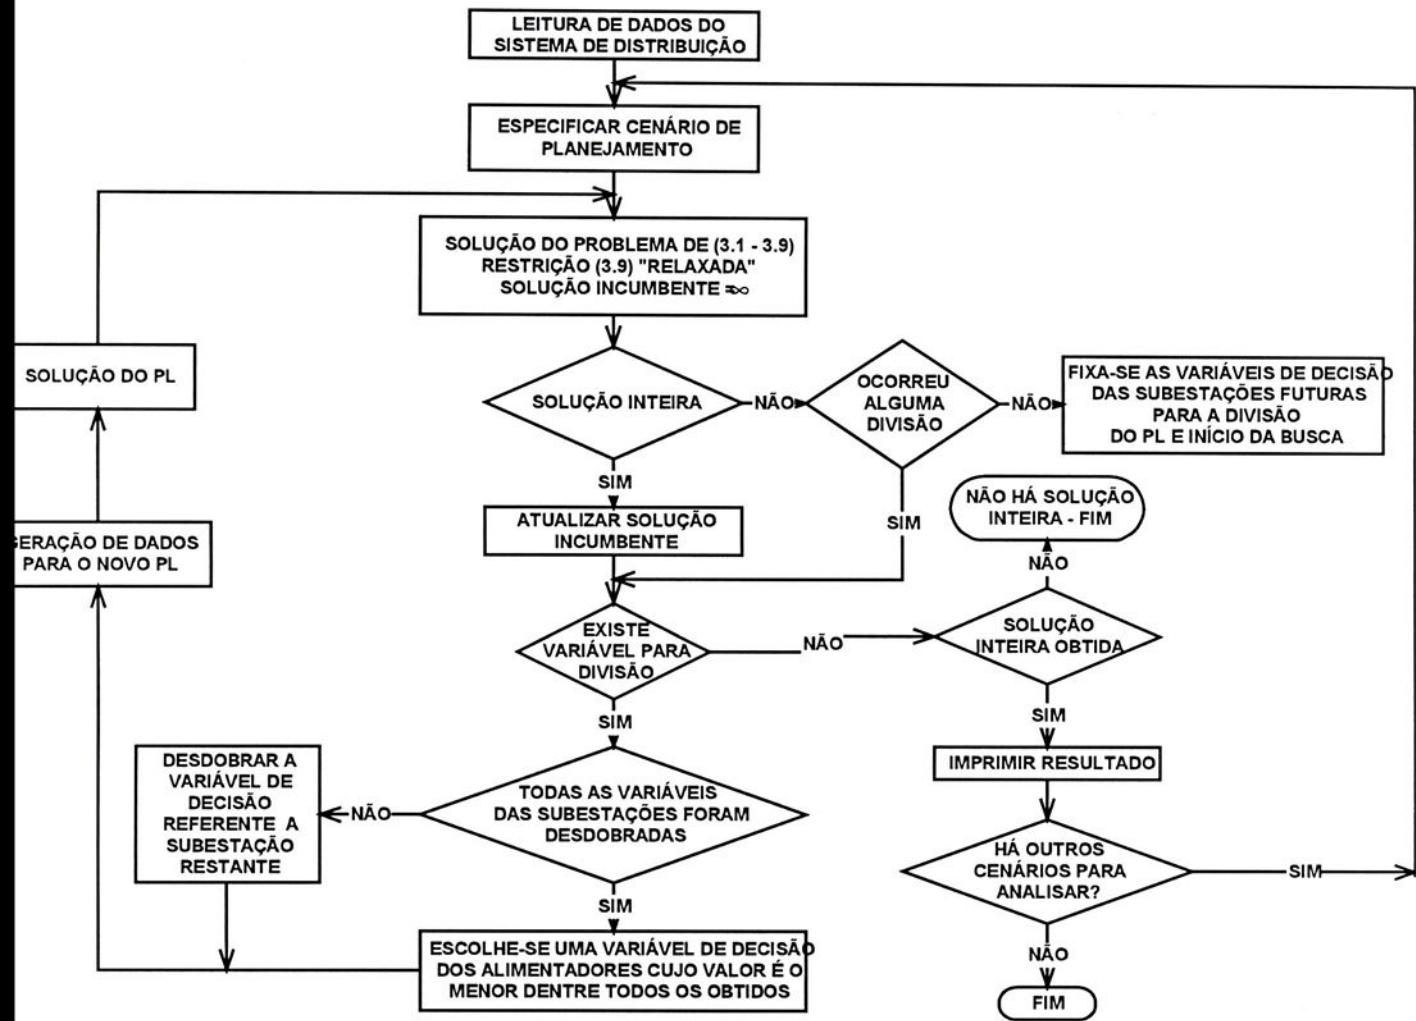 LEITURA DE DADOS DO
SISTEMA DE DISTRIBUIÇÃO
ESPECIFICAR CENÁRIO DE
PLANEJAMENTO
SOLUÇÃO DO PROBLEMA DE (3.1 - 3.9)
RESTRIÇÃO (3.9) "RELAXADA"
SOLUÇÃO INCUMBENTE =∞
SOLUÇÃO DO PL
SOLUÇÃO INTEIRA
NÃO
OCORREU
ALGUMA
DIVISÃO
NÃO
FIXA-SE AS VARIÁVEIS DE DECISÃO
DAS SUBESTAÇÕES FUTURAS
PARA A DIVISÃO
DO PL E INÍCIO DA BUSCA
SIM
SIM
NÃO HÁ SOLUÇÃO
INTEIRA - FIM
ATUALIZAR SOLUÇÃO
INCUMBENTE
GERAÇÃO DE DADOS
PARA O NOVO PL
NÃO
EXISTE
VARIÁVEL PARA
DIVISÃO
NÃO
SOLUÇÃO
INTEIRA OBTIDA
SIM
SIM
DESDOBRAR A
VARIÁVEL DE
DECISÃO
REFERENTE A
SUBESTAÇÃO
RESTANTE
NÃO
TODAS AS VARIÁVEIS
DAS SUBESTAÇÕES FORAM
DESDOBRADAS
IMPRIMIR RESULTADO
HÁ OUTROS
CENÁRIOS PARA
ANALISAR?
SIM
SIM
ESCOLHE-SE UMA VARIÁVEL DE DECISÃO
DOS ALIMENTADORES CUJO VALOR É O
MENOR DENTRE TODOS OS OBTIDOS
NÃO
FIM